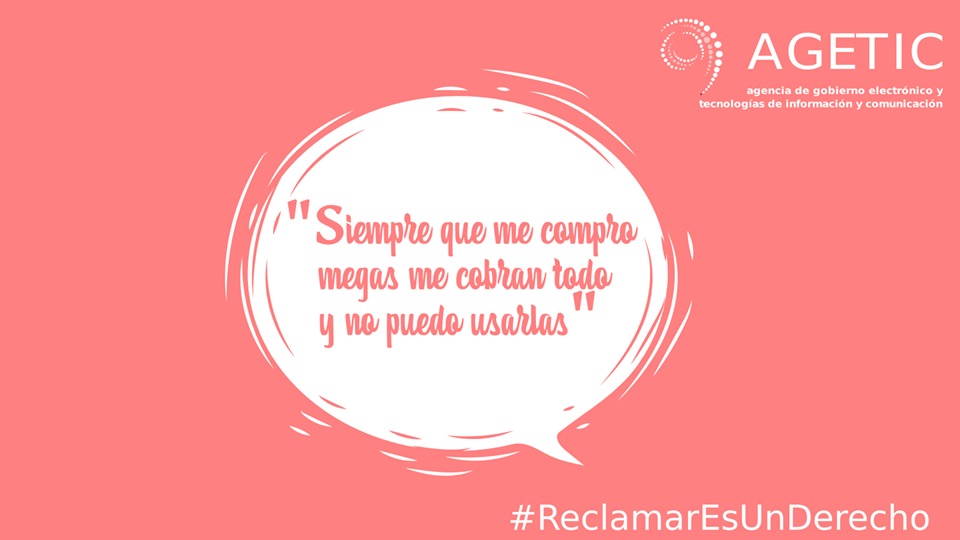 AGETIC
agencia de gobierno electrónico y
tecnologías de información y comunicación
"Siempre que me compro
megas me cobran todo
y no puedo usarlas"
#ReclamarEsUnDerecho